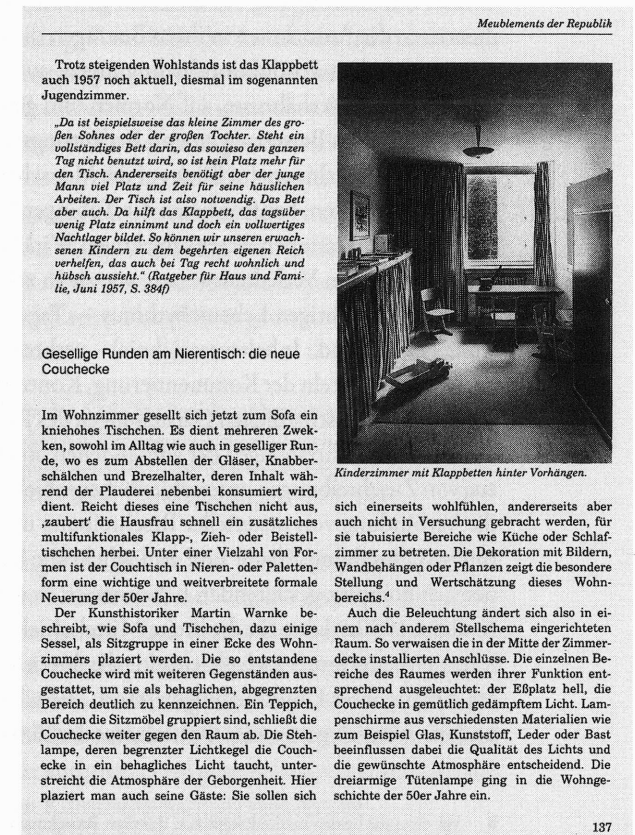 Meublements der Republik
Trotz steigenden Wohlstands ist das Klappbett
auch 1957 noch aktuell, diesmal im sogenannten
Jugendzimmer.
„Da ist beispielsweise das kleine Zimmer des gro-
ßen Sohnes oder der großen Tochter. Steht ein
vollständiges Bett darin, das sowieso den ganzen
Tag nicht benutzt wird, so ist kein Platz mehr für
den Tisch. Andererseits benötigt aber der junge
Mann viel Platz und Zeit für seine häuslichen
Arbeiten. Der Tisch ist also notwendig. Das Bett
aber auch. Da hilft das Klappbett, das tagsüber
wenig Platz einnimmt und doch ein vollwertiges
Nachtlager bildet. So können wir unseren erwach-
senen Kindern zu dem begehrten eigenen Reich
verhelfen, das auch bei Tag recht wohnlich und
hübsch aussieht.“ (Ratgeber für Haus und Fami-
lie, Juni 1957, S. 384f)
Gesellige Runden am Nierentisch: die neue
Couchecke
Im Wohnzimmer gesellt sich jetzt zum Sofa ein
kniehohes Tischchen. Es dient mehreren Zwek-
ken, sowohl im Alltag wie auch in geselliger Run-
de, wo es zum Abstellen der Gläser, Knabber-
schälchen und Brezelhalter, deren Inhalt wäh-
rend der Plauderei nebenbei konsumiert wird,
dient. Reicht dieses eine Tischchen nicht aus,
‚zaubert‘ die Hausfrau schnell ein zusätzliches
multifunktionales Klapp-, Zieh- oder Beistell-
tischchen herbei. Unter einer Vielzahl von For-
men ist der Couchtisch in Nieren- oder Paletten-
form eine wichtige und weitverbreitete formale
Neuerung der 50er Jahre.
Der Kunsthistoriker Martin Warnke be-
schreibt, wie Sofa und Tischchen, dazu einige
Sessel, als Sitzgruppe in einer Ecke des Wohn-
zimmers plaziert werden. Die so entstandene
Couchecke wird mit weiteren Gegenständen aus-
gestattet, um sie als behaglichen, abgegrenzten
Bereich deutlich zu kennzeichnen. Ein Teppich,
auf dem die Sitzmöbel gruppiert sind, schließt die
Couchecke weiter gegen den Raum ab. Die Steh-
lampe, deren begrenzter Lichtkegel die Couch-
ecke in ein behagliches Licht taucht, unter-
streicht die Atmosphäre der Geborgenheit. Hier
plaziert man auch seine Gäste: Sie sollen sich
Kinderzimmer mit Klappbetten hinter Vorhängen.
sich einerseits wohlfühlen, andererseits aber
auch nicht in Versuchung gebracht werden, für
sie tabuisierte Bereiche wie Küche oder Schlaf-
zimmer zu betreten. Die Dekoration mit Bildern,
Wandbehängen oder Pflanzen zeigt die besondere
Stellung und Wertschätzung dieses Wohn-
bereichs.⁴
Auch die Beleuchtung ändert sich also in ei-
nem nach anderem Stellschema eingerichteten
Raum. So verwaisen die in der Mitte der Zimmer-
decke installierten Anschlüsse. Die einzelnen Be-
reiche des Raumes werden ihrer Funktion ent-
sprechend ausgeleuchtet: der Eßplatz hell, die
Couchecke in gemütlich gedämpftem Licht. Lam-
penschirme aus verschiedensten Materialien wie
zum Beispiel Glas, Kunststoff, Leder oder Bast
beeinflussen dabei die Qualität des Lichts und
die gewünschte Atmosphäre entscheidend. Die
dreiarmige Tütenlampe ging in die Wohnge-
schichte der 50er Jahre ein.
137